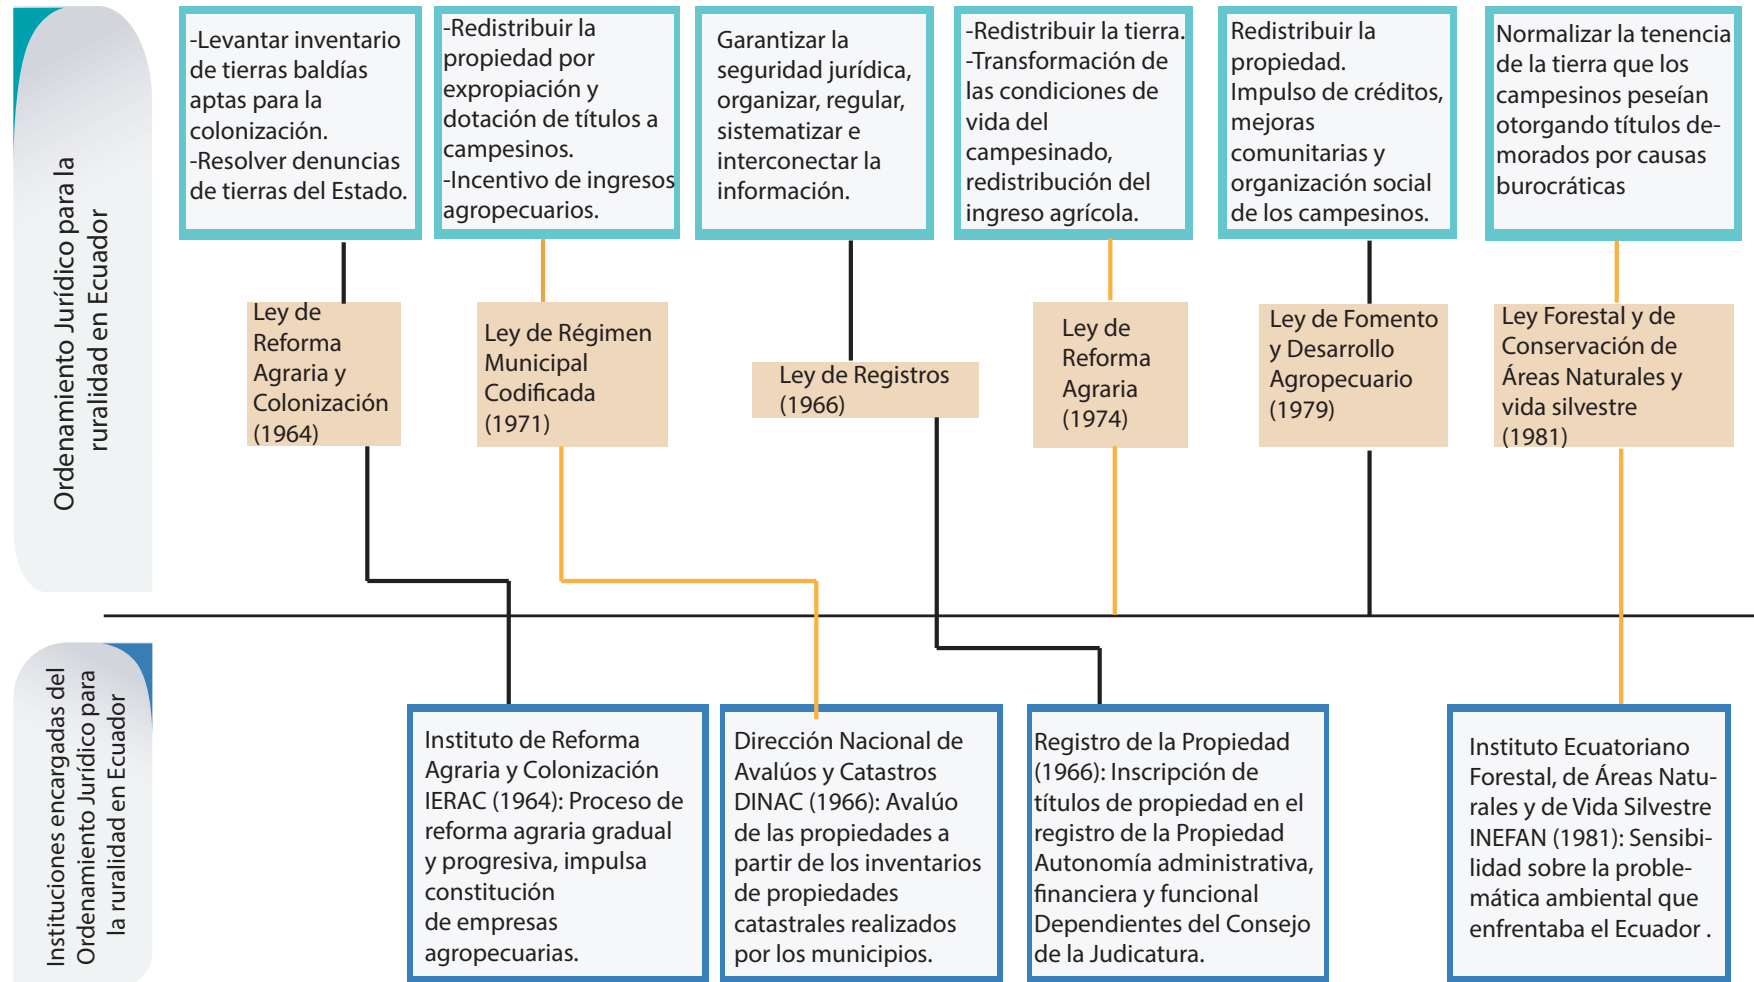 Ordenamiento Jurídico para la
ruralidad en Ecuador
-Levantar inventario
de tierras baldías
aptas para la
colonización.
-Resolver denuncias
de tierras del Estado.
-Redistribuir la
propiedad por
expropiación y
dotación de títulos a
campesinos.
-Incentivo de ingresos
agropecuarios.
Garantizar la
seguridad jurídica,
organizar, regular,
sistematizar e
interconectar la
información.
-Redistribuir la tierra.
-Transformación de
las condiciones de
vida del
campesinado,
redistribución del
ingreso agrícola.
Redistribuir la
propiedad.
Impulso de créditos,
mejoras
comunitarias y
organización social
de los campesinos.
Normalizar la tenencia
de la tierra que los
campesinos peseían
otorgando títulos de-
morados por causas
burocráticas
Ley de
Reforma
Agraria y
Colonización
(1964)
Ley de Régimen
Municipal
Codificada
(1971)
Ley de Registros
(1966)
Ley de
Reforma
Agraria
(1974)
Ley de Fomento
y Desarrollo
Agropecuario
(1979)
Ley Forestal y de
Conservación de
Áreas Naturales y
vida silvestre
(1981)
Instituciones encargadas del
Ordenamiento Jurídico para
la ruralidad en Ecuador
Instituto de Reforma
Agraria y Colonización
IERAC (1964): Proceso de
reforma agraria gradual
y progresiva, impulsa
constitución
de empresas
agropecuarias.
Dirección Nacional de
Avalúos y Catastros
DINAC (1966): Avalúo
de las propiedades a
partir de los inventarios
de propiedades
catastrales realizados
por los municipios.
Registro de la Propiedad
(1966): Inscripción de
títulos de propiedad en el
registro de la Propiedad
Autonomía administrativa,
financiera y funcional
Dependientes del Consejo
de la Judicatura.
Instituto Ecuatoriano
Forestal, de Áreas Natu-
rales y de Vida Silvestre
INEFAN (1981): Sensibi-
lidad sobre la proble-
mática ambiental que
enfrentaba el Ecuador .